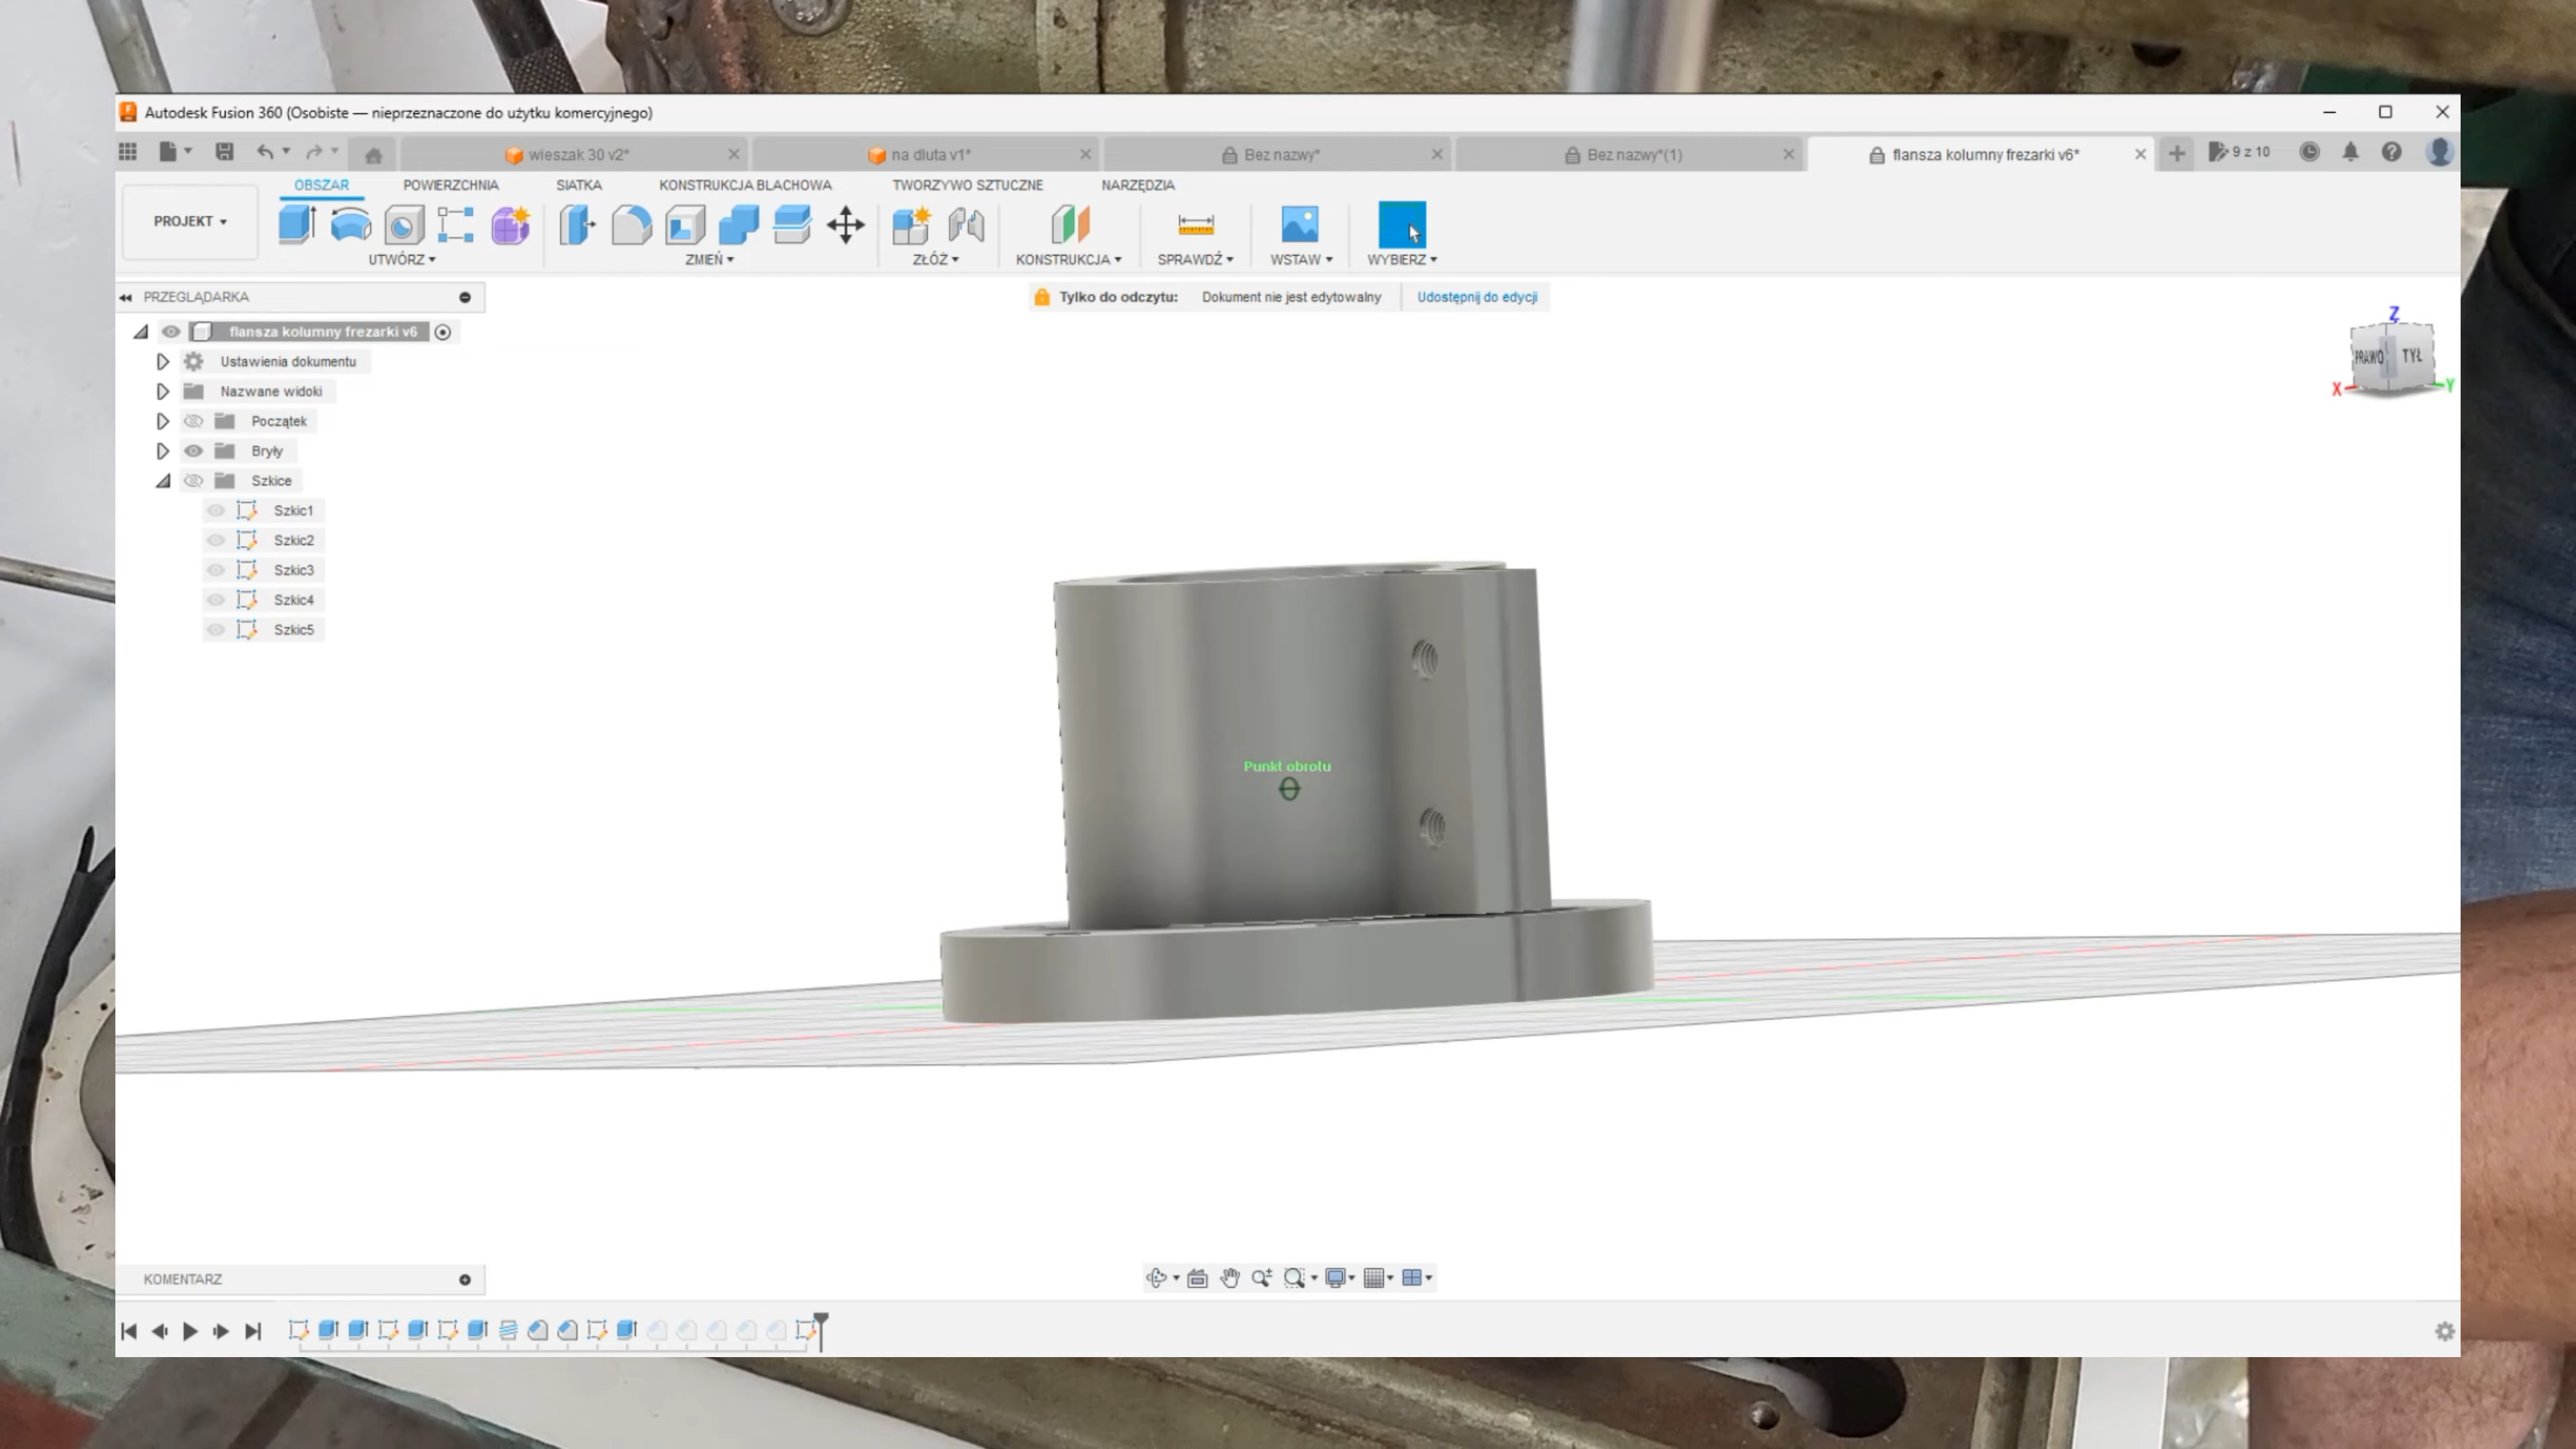 Autodesk Fusion 360 (Osobiste — nieprzeznaczone do użytku komercyjnego)
wieszak 30 v2*
na dluta v1*
Bez nazwy*
Bez nazwy*(1)
flansza kolumny frezarki v6*
9 z 10
PROJEKT
OBSZAR
POWIERZCHNIA
SIATKA
KONSTRUKCJA BLACHOWA
TWORZYWO SZTUCZNE
NARZĘDZIA
UTWÓRZ
ZMIEŃ
ZŁÓŻ
KONSTRUKCJA
SPRAWDŹ
WSTAW
WYBIERZ
PRZEGLĄDARKA
Tylko do odczytu: Dokument nie jest edytowalny Udostępnij do edycji
flansza kolumny frezarki v6
Ustawienia dokumentu
Nazwane widoki
Początek
Bryły
Szkice
Szkic1
Szkic2
Szkic3
Szkic4
Szkic5
Z
PRAWO
TYŁ
X
Y
Punkt obrotu
KOMENTARZ